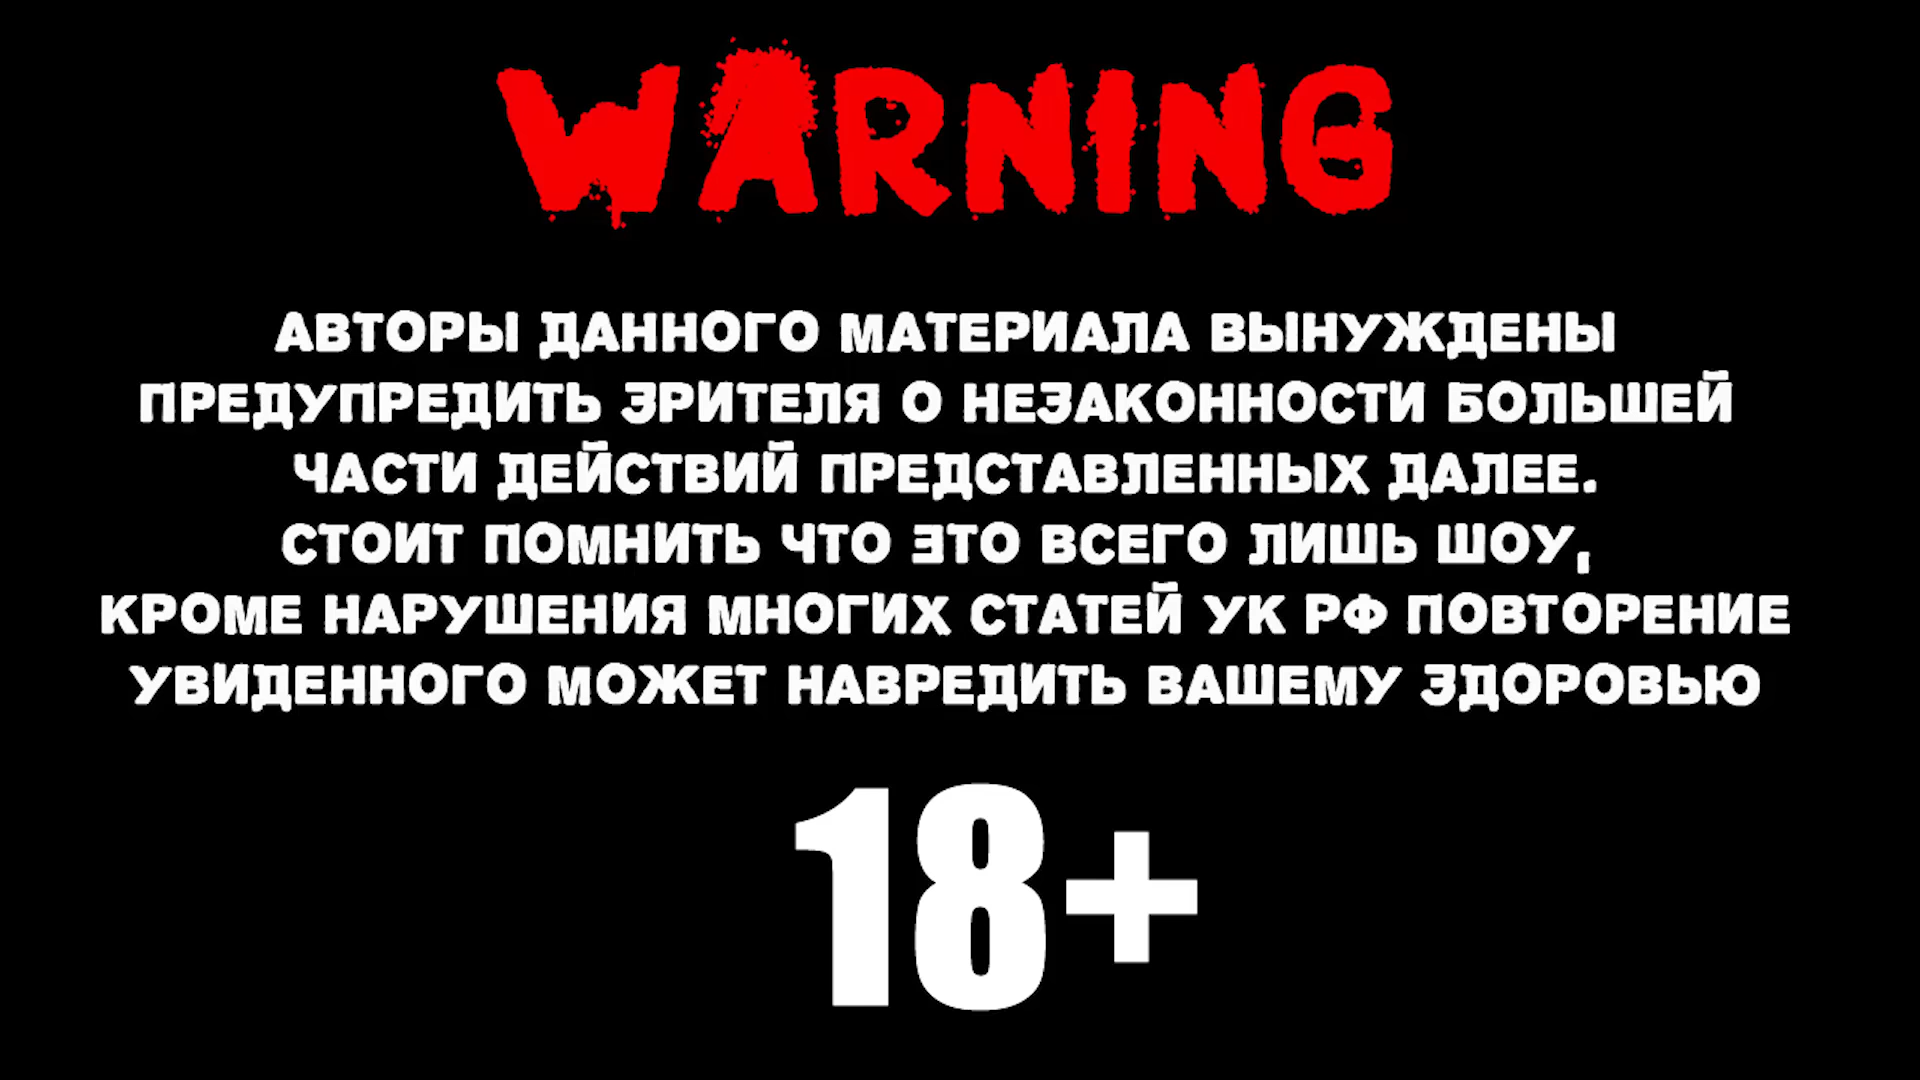 WARNING
АВТОРЫ ДАННОГО МАТЕРИАЛА ВЫНУЖДЕНЫ
ПРЕДУПРЕДИТЬ ЗРИТЕЛЯ О НЕЗАКОННОСТИ БОЛЬШЕЙ
ЧАСТИ ДЕЙСТВИЙ ПРЕДСТАВЛЕННЫХ ДАЛЕЕ.
СТОИТ ПОМНИТЬ ЧТО ЭТО ВСЕГО ЛИШЬ ШОУ,
КРОМЕ НАРУШЕНИЯ МНОГИХ СТАТЕЙ УК РФ ПОВТОРЕНИЕ
УВИДЕННОГО МОЖЕТ НАВРЕДИТЬ ВАШЕМУ ЗДОРОВЬЮ
18+